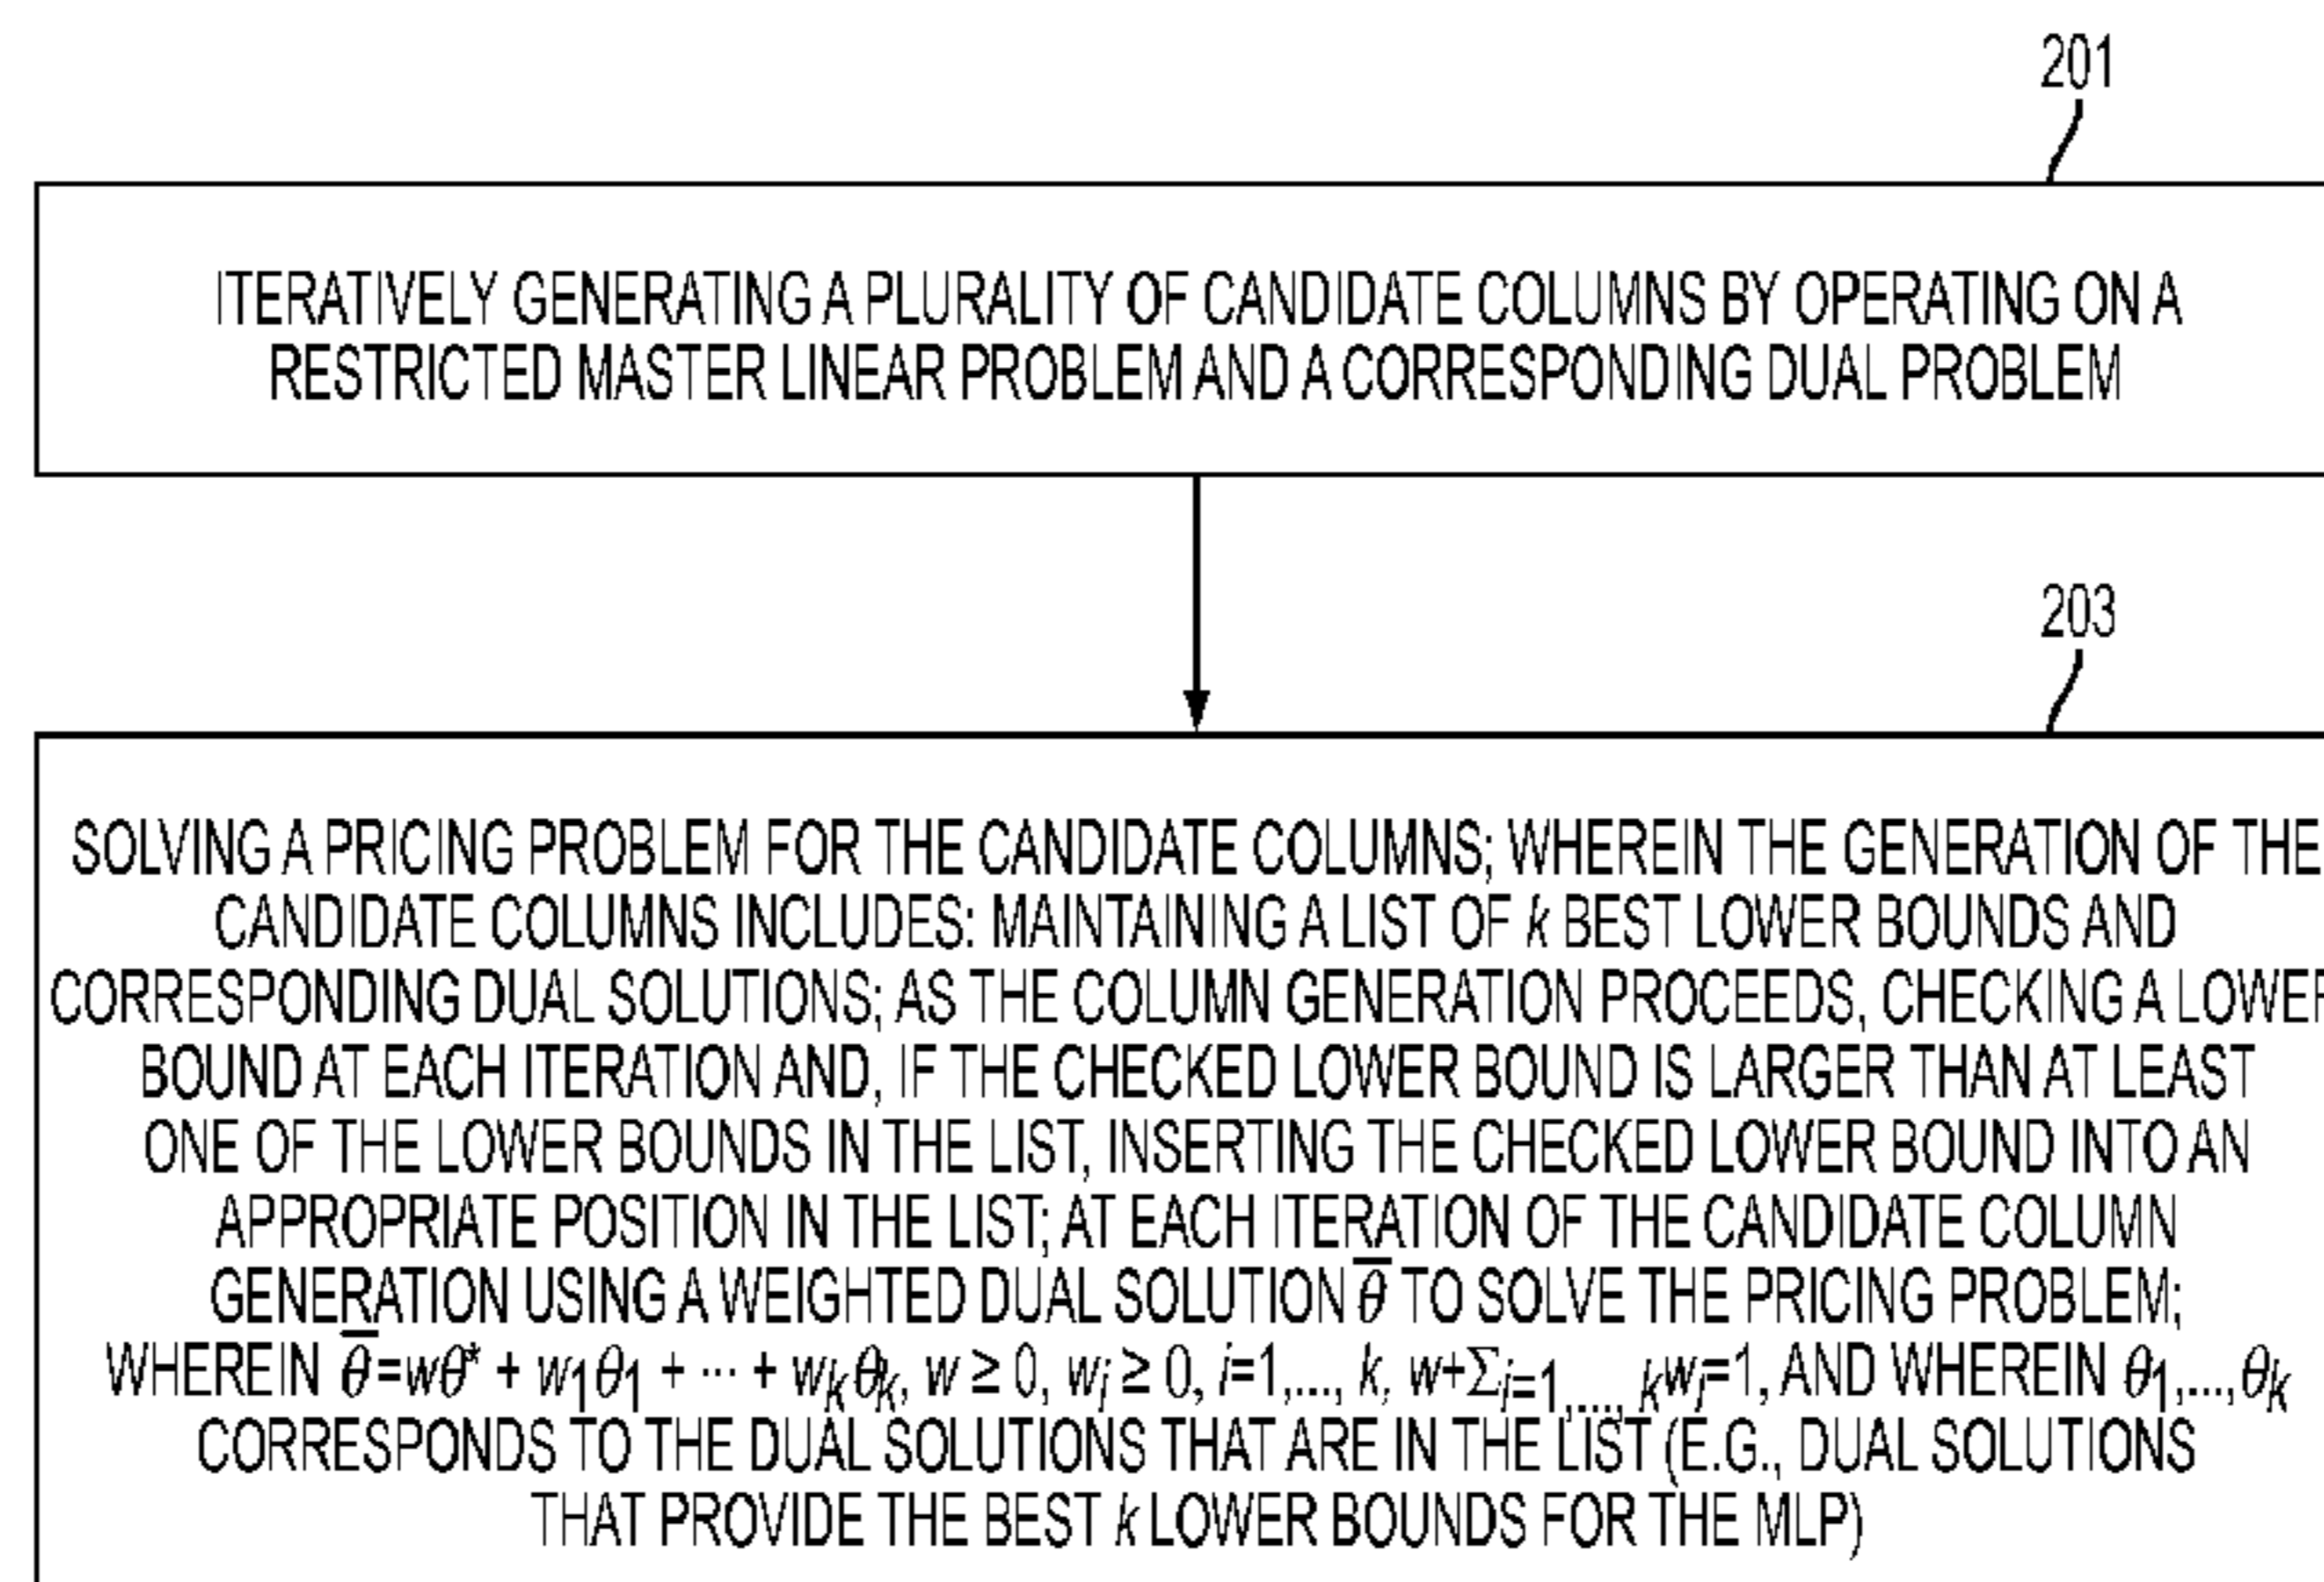 201
ITERATIVELY GENERATING A PLURALITY OF CANDIDATE COLUMNS BY OPERATING ON A
RESTRICTED MASTER LINEAR PROBLEM AND A CORRESPONDING DUAL PROBLEM
203
SOLVING A PRICING PROBLEM FOR THE CANDIDATE COLUMNS; WHEREIN THE GENERATION OF THE
CANDIDATE COLUMNS INCLUDES: MAINTAINING A LIST OF k BEST LOWER BOUNDS AND
CORRESPONDING DUAL SOLUTIONS; AS THE COLUMN GENERATION PROCEEDS, CHECKING A LOWER
BOUND AT EACH ITERATION AND, IF THE CHECKED LOWER BOUND IS LARGER THAN AT LEAST
ONE OF THE LOWER BOUNDS IN THE LIST, INSERTING THE CHECKED LOWER BOUND INTO AN
APPROPRIATE POSITION IN THE LIST; AT EACH ITERATION OF THE CANDIDATE COLUMN
GENERATION USING A WEIGHTED DUAL SOLUTION θ̅ TO SOLVE THE PRICING PROBLEM;
WHEREIN θ̅=wθ* + w₁θ₁ + ··· + wₖθₖ, w ≥ 0, wᵢ ≥ 0, i=1,..., k, w+Σᵢ₌₁,...., ₖwᵢ=1, AND WHEREIN θ₁,...,θₖ
CORRESPONDS TO THE DUAL SOLUTIONS THAT ARE IN THE LIST (E.G., DUAL SOLUTIONS
THAT PROVIDE THE BEST k LOWER BOUNDS FOR THE MLP)